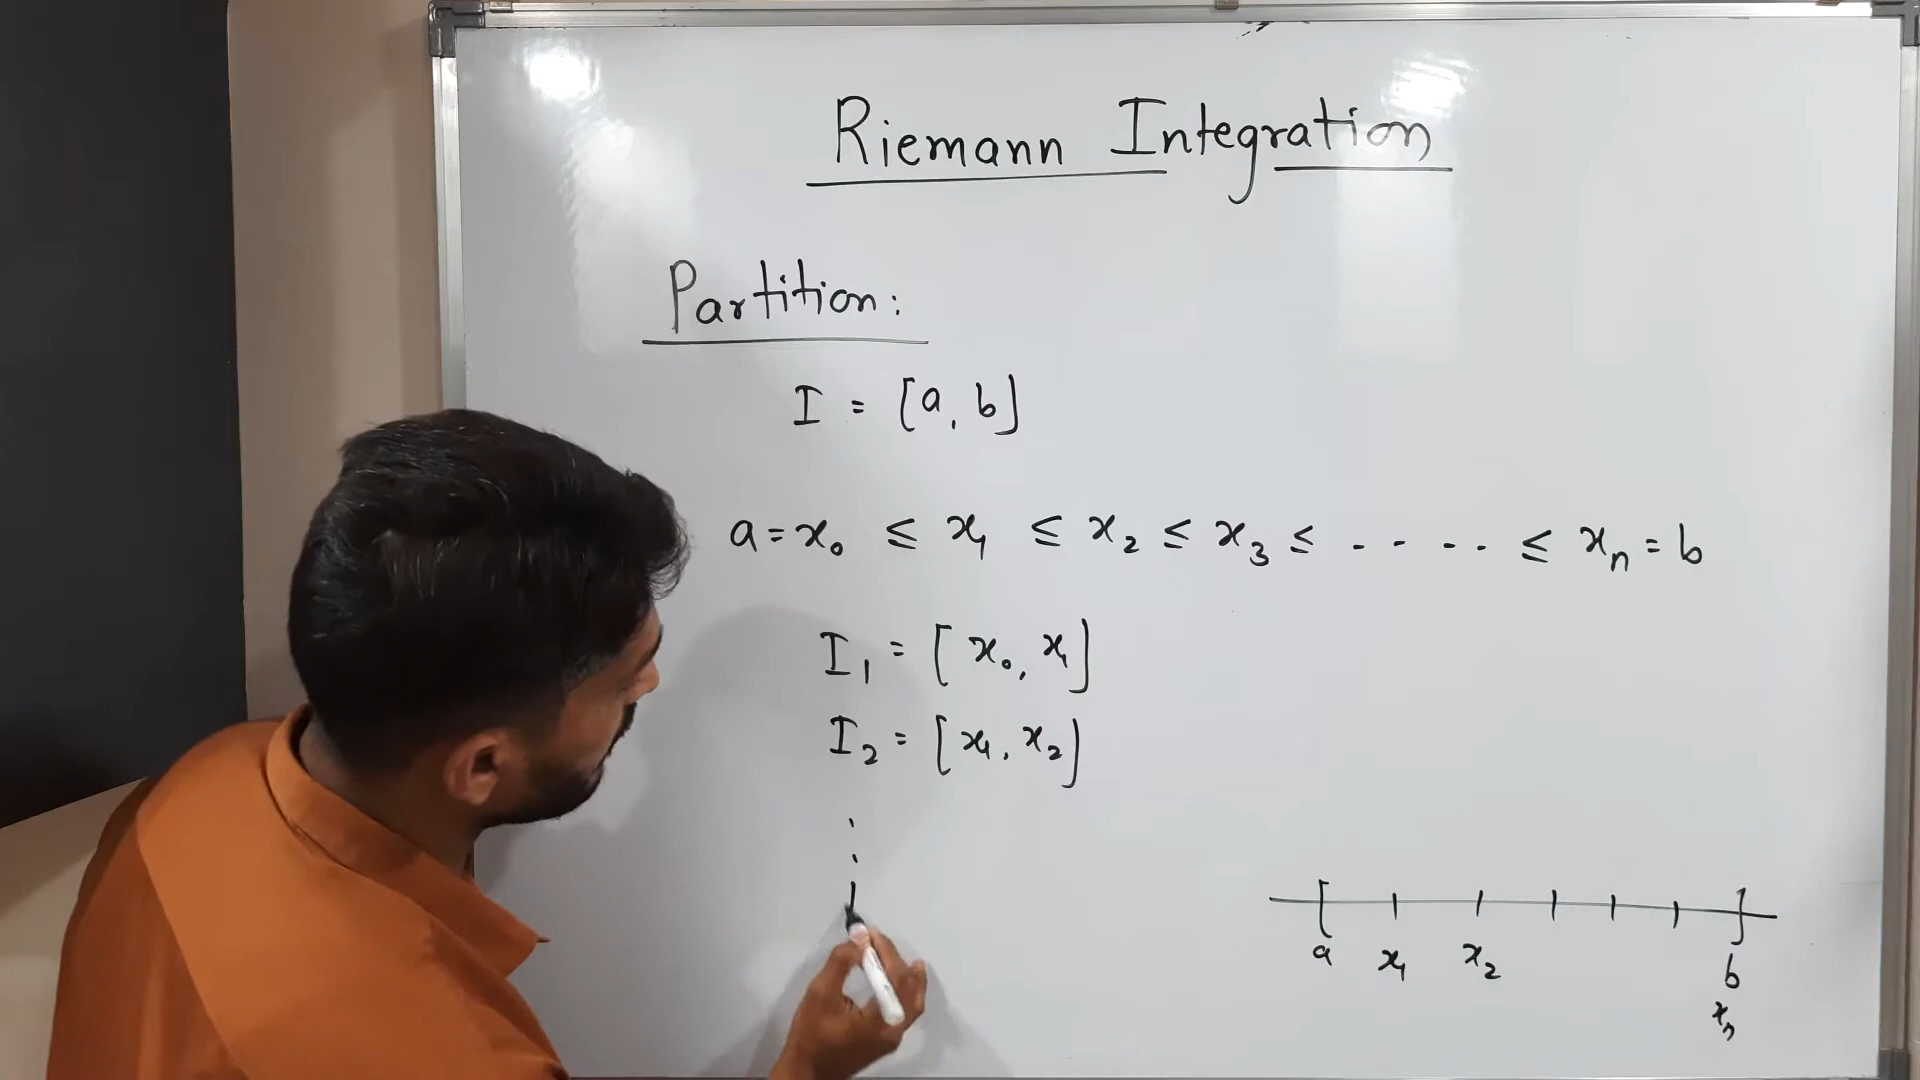 Riemann Integration
Partition:
I = [a, b]
a = x₀ ≤ x₁ ≤ x₂ ≤ x₃ ≤ - - - - ≤ xₙ = b
I₁ = [x₀, x₁]
I₂ = [x₁, x₂]
a x₁ x₂ b
xₙ